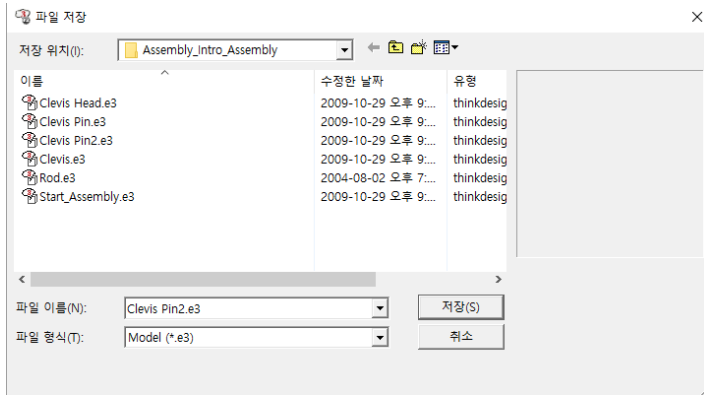 파일 저장
저장 위치(I): Assembly_Intro_Assembly
이름 수정한 날짜 유형
Clevis Head.e3 2009-10-29 오후 9:... thinkdesig
Clevis Pin.e3 2009-10-29 오후 9:... thinkdesig
Clevis Pin2.e3 2009-10-29 오후 9:... thinkdesig
Clevis.e3 2009-10-29 오후 9:... thinkdesig
Rod.e3 2004-08-02 오후 7:... thinkdesig
Start_Assembly.e3 2009-10-29 오후 9:... thinkdesig
파일 이름(N): Clevis Pin2.e3 저장(S)
파일 형식(T): Model (*.e3) 취소